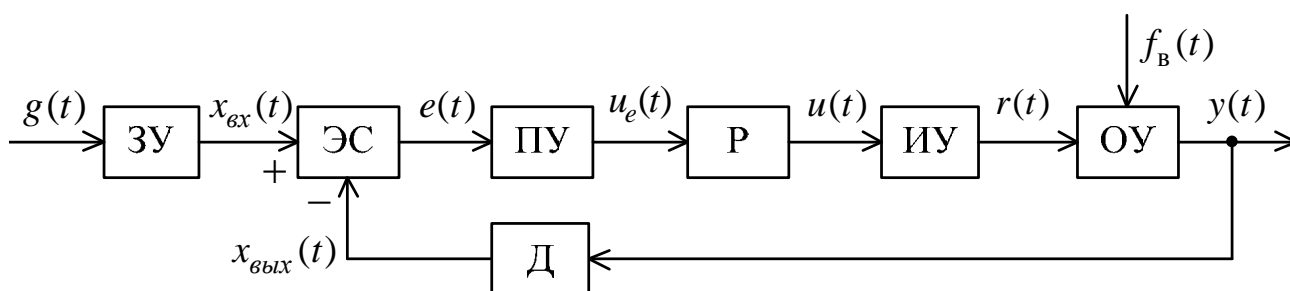 f_в(t)
g(t) x_вх(t) e(t) u_e(t) u(t) r(t) y(t)
ЗУ ЭС ПУ Р ИУ ОУ
+
−
x_вых(t) Д